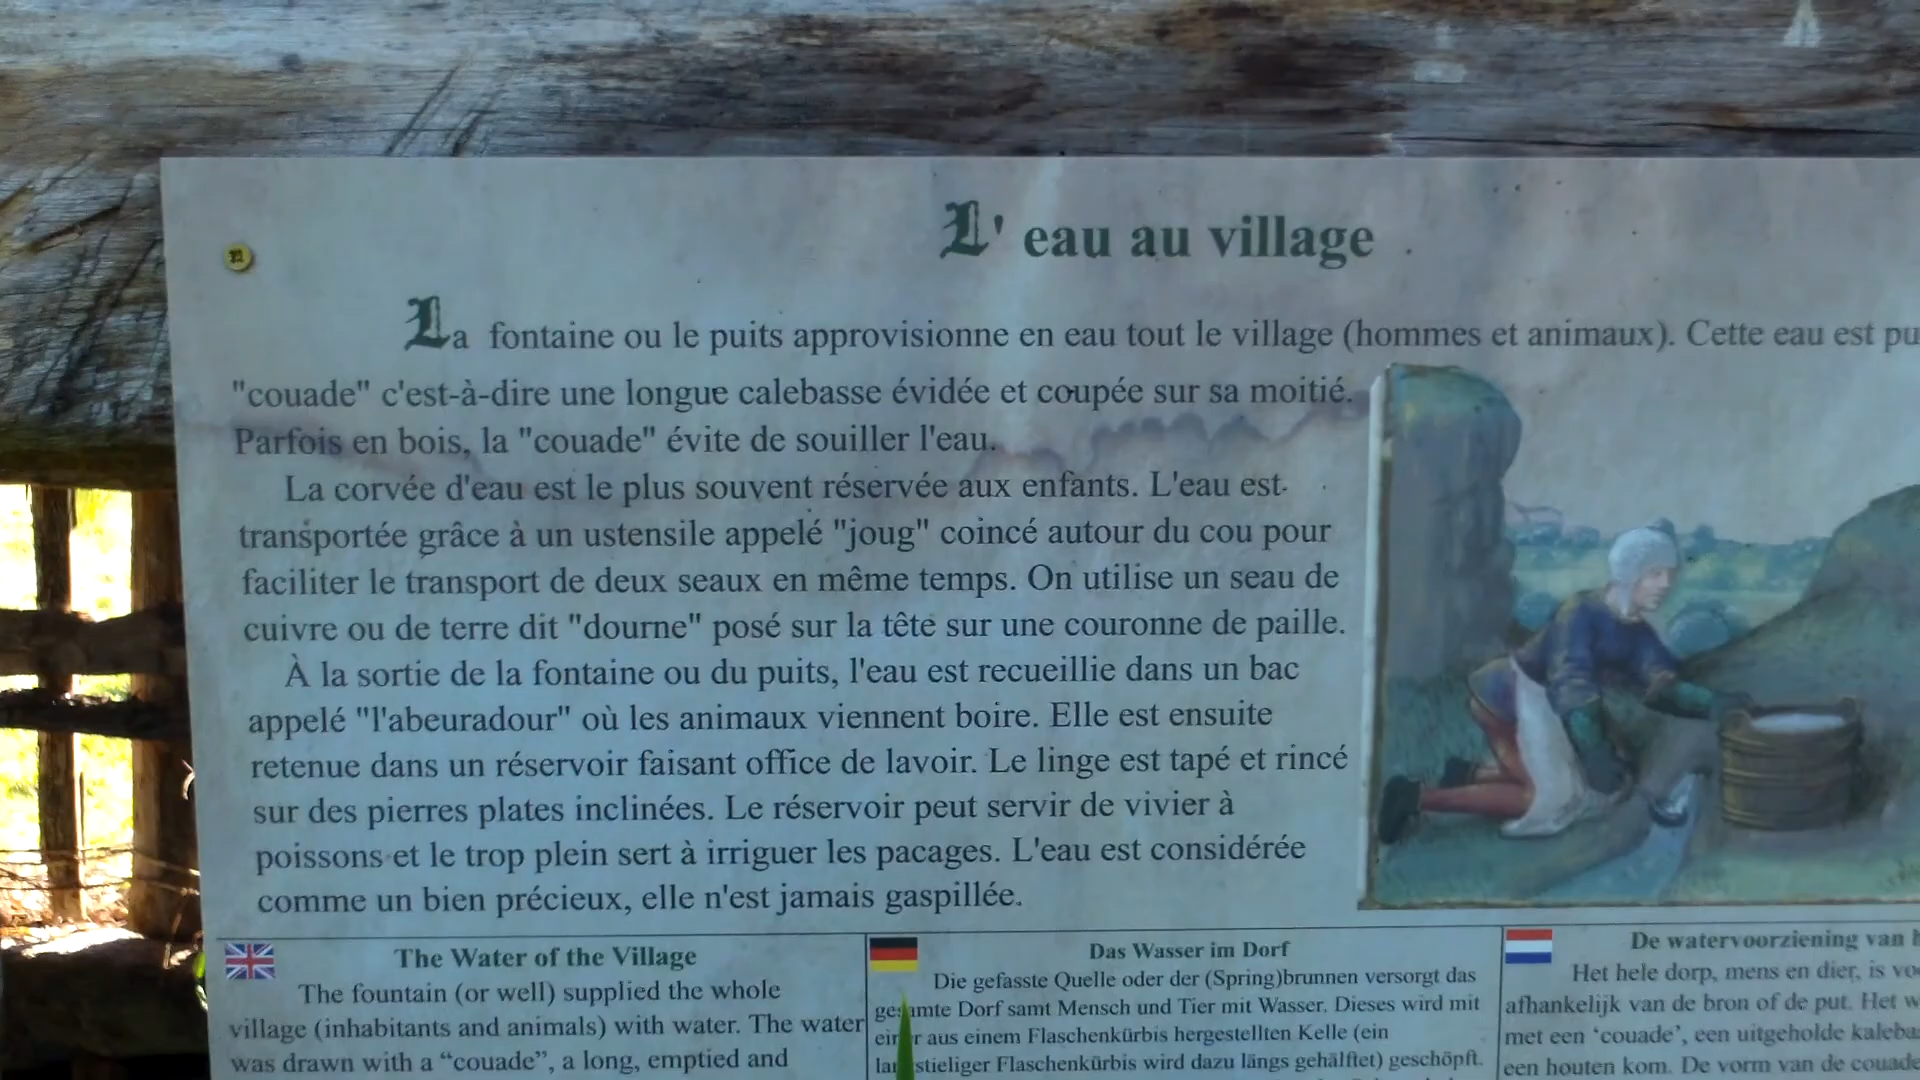 L' eau au village
La fontaine ou le puits approvisionne en eau tout le village (hommes et animaux). Cette eau est
"couade" c'est-à-dire une longue calebasse évidée et coupée sur sa moitié.
Parfois en bois, la "couade" évite de souiller l'eau.
La corvée d'eau est le plus souvent réservée aux enfants. L'eau est
transportée grâce à un ustensile appelé "joug" coincé autour du cou pour
faciliter le transport de deux seaux en même temps. On utilise un seau de
cuivre ou de terre dit "dourne" posé sur la tête sur une couronne de paille.
À la sortie de la fontaine ou du puits, l'eau est recueillie dans un bac
appelé "l'abeuradour" où les animaux viennent boire. Elle est ensuite
retenue dans un réservoir faisant office de lavoir. Le linge est tapé et rincé
sur des pierres plates inclinées. Le réservoir peut servir de vivier à
poissons et le trop plein sert à irriguer les pacages. L'eau est considérée
comme un bien précieux, elle n'est jamais gaspillée.
The Water of the Village
The fountain (or well) supplied the whole
village (inhabitants and animals) with water. The water
was drawn with a “couade”, a long, emptied and
Das Wasser im Dorf
Die gefasste Quelle oder der (Spring)brunnen versorgt das
gesamte Dorf samt Mensch und Tier mit Wasser. Dieses wird mit
einer aus einem Flaschenkürbis hergestellten Kelle (ein
langstieliger Flaschenkürbis wird dazu längs gehälftet) geschöpft.
De watervoorziening van
Het hele dorp, mens en dier, is
afhankelijk van de bron of de put. Het
met een ‘couade’, een uitgeholde
een houten kom. De vorm van de couade